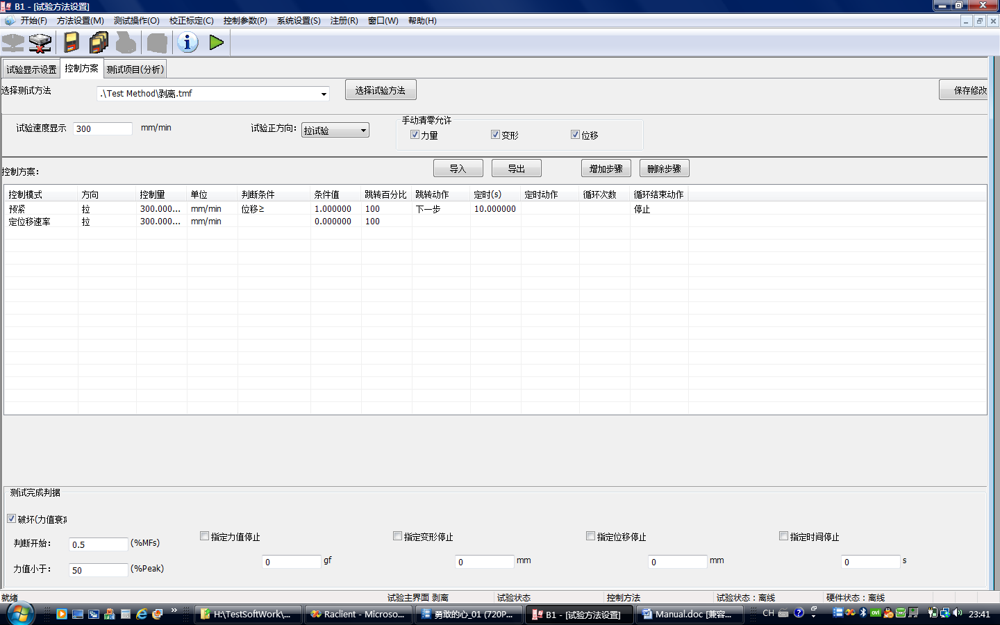 B1 - [试验方法设置]
开始(F) 方法设置(M) 测试操作(O) 校正标定(C) 控制参数(P) 系统设置(S) 注册(R) 窗口(W) 帮助(H)
试验显示设置 控制方案 测试项目(分析)
选择测试方法 .\Test Method\剥离.tmf 选择试验方法 保存修改
手动清零允许
试验速度显示 300 mm/min 试验正方向: 拉试验 力量 变形 位移
控制方案: 导入 导出 增加步骤 删除步骤
控制模式 方向 控制量 单位 判断条件 条件值 跳转百分比 跳转动作 定时(s) 定时动作 循环次数 循环结束动作
预紧 拉 300.000... mm/min 位移≥ 1.000000 100 下一步 10.000000 停止
定位移速率 拉 300.000... mm/min 0.000000 100
测试完成判据
破坏(力值衰
指定力值停止 指定变形停止 指定位移停止 指定时间停止
判断开始: 0.5 (%MFs)
0 gf 0 mm 0 mm 0 s
力值小于: 50 (%Peak)
就绪 试验主界面 剥离 试验状态 控制方法 试验状态：离线 硬件状态：离线
H:\TestSoftWork\... Raclient - Microso... 勇敢的心_01 (720P... B1 - [试验方法设置] Manual.doc [兼容... CH ovi 23:41